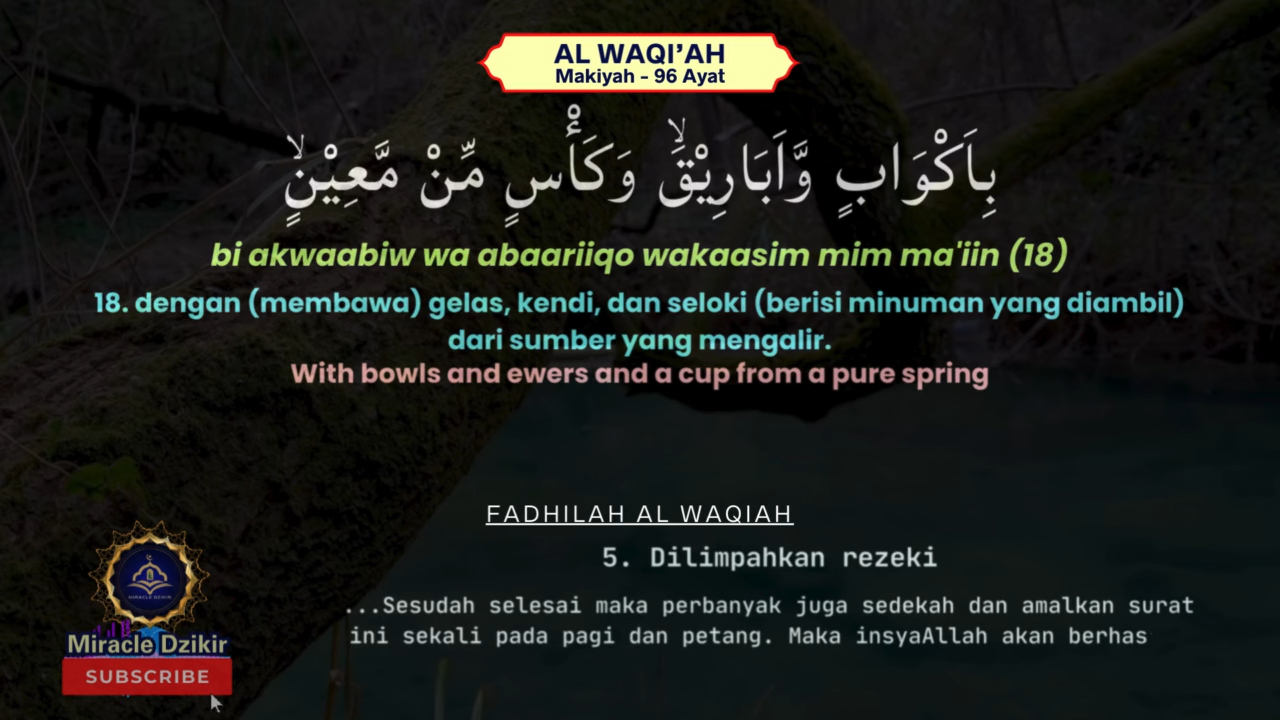 AL WAQI’AH
Makiyah - 96 Ayat
بِاَكْوَابٍ وَّاَبَارِيْقَۙ وَكَأْسٍ مِّنْ مَّعِيْنٍۙ
bi akwaabiw wa abaariiqo wakaasim mim ma'iin (18)
18. dengan (membawa) gelas, kendi, dan seloki (berisi minuman yang diambil)
dari sumber yang mengalir.
With bowls and ewers and a cup from a pure spring
FADHILAH AL WAQIAH
5. Dilimpahkan rezeki
...Sesudah selesai maka perbanyak juga sedekah dan amalkan surat
ini sekali pada pagi dan petang. Maka insyaAllah akan berhas
MIRACLE DZIKIR
Miracle Dzikir
SUBSCRIBE